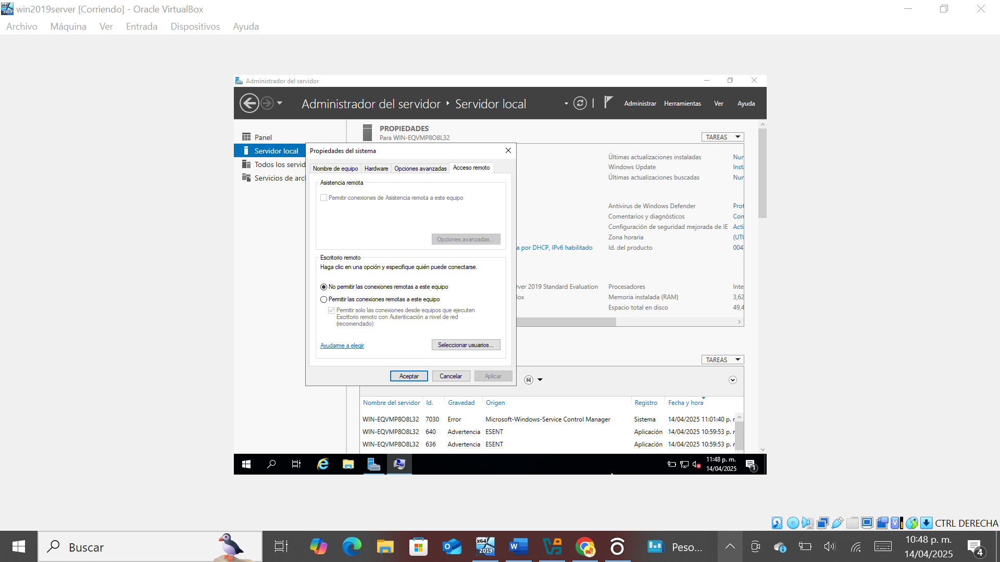 win2019server [Corriendo] - Oracle VirtualBox
Archivo Máquina Ver Entrada Dispositivos Ayuda
Administrador del servidor
Administrador del servidor Servidor local
Administrar Herramientas Ver Ayuda
Panel
Servidor local
Todos los servid
Servicios de arc
PROPIEDADES
Para WIN-EQVMP8O8L32
TAREAS
Propiedades del sistema
Nombre de equipo Hardware Opciones avanzadas Acceso remoto
Asistencia remota
Permitir conexiones de Asistencia remota a este equipo
Opciones avanzadas...
Escritorio remoto
Haga clic en una opción y especifique quién puede conectarse.
No permitir las conexiones remotas a este equipo
Permitir las conexiones remotas a este equipo
Permitir solo las conexiones desde equipos que ejecuten
Escritorio remoto con Autenticación a nivel de red
(recomendado)
Ayudarme a elegir
Seleccionar usuarios...
Aceptar Cancelar Aplicar
Últimas actualizaciones instaladas Nun
Windows Update Inst
Últimas actualizaciones buscadas Nun
Antivirus de Windows Defender Prot
Comentarios y diagnósticos Con
Configuración de seguridad mejorada de IE Acti
Zona horaria (UTC
a por DHCP, IPv6 habilitado Id. del producto 004
rver 2019 Standard Evaluation Procesadores Inte
Box Memoria instalada (RAM) 3,62
Espacio total en disco 49,4
TAREAS
Nombre del servidor Id. Gravedad Origen Registro Fecha y hora
WIN-EQVMP8O8L32 7030 Error Microsoft-Windows-Service Control Manager Sistema 14/04/2025 11:01:40 p. r
WIN-EQVMP8O8L32 640 Advertencia ESENT Aplicación 14/04/2025 10:59:53 p. r
WIN-EQVMP8O8L32 636 Advertencia ESENT Aplicación 14/04/2025 10:59:53 p. r
11:48 p. m.
14/04/2025
1
CTRL DERECHA
Buscar
x64
2019
Peso...
10:48 p. m.
14/04/2025
4